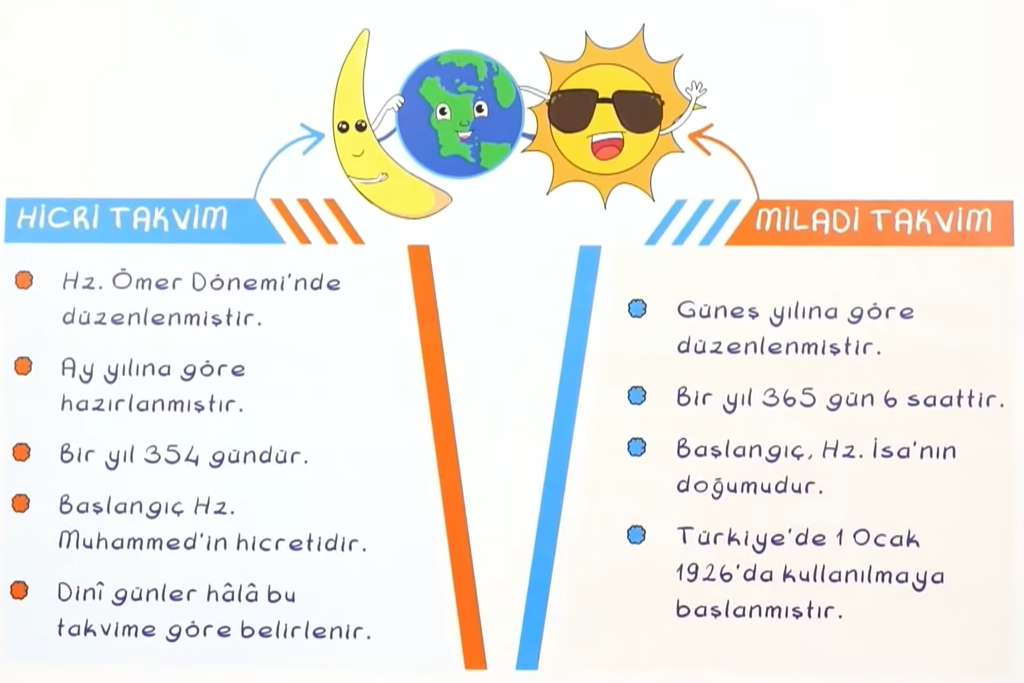 HİCRİ TAKVİM
Hz. Ömer Dönemi'nde
düzenlenmiştir.
Ay yılına göre
hazırlanmıştır.
Bir yıl 354 gündür.
Başlangıç Hz.
Muhammed'in hicretidir.
Dinî günler hâlâ bu
takvime göre belirlenir.
MİLADİ TAKVİM
Güneş yılına göre
düzenlenmiştir.
Bir yıl 365 gün 6 saattir.
Başlangıç, Hz. İsa'nın
doğumudur.
Türkiye'de 1 Ocak
1926'da kullanılmaya
başlanmıştır.